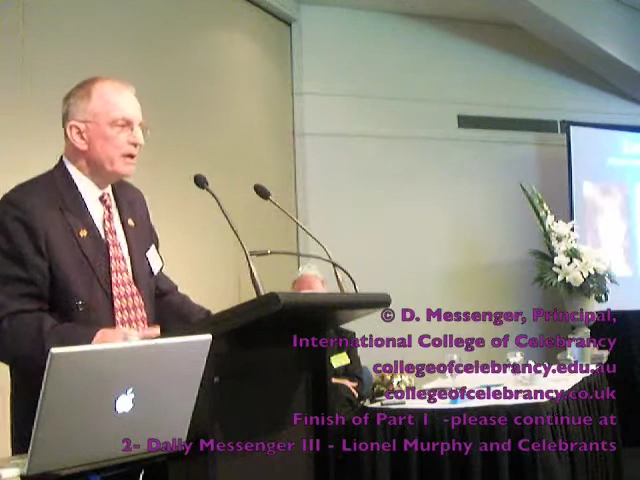 © D. Messenger, Principal,
International College of Celebrancy
collegeofcelebrancy.edu.au
collegeofcelebrancy.co.uk
Finish of Part 1 -please continue at
2- Dally Messenger III - Lionel Murphy and Celebrants